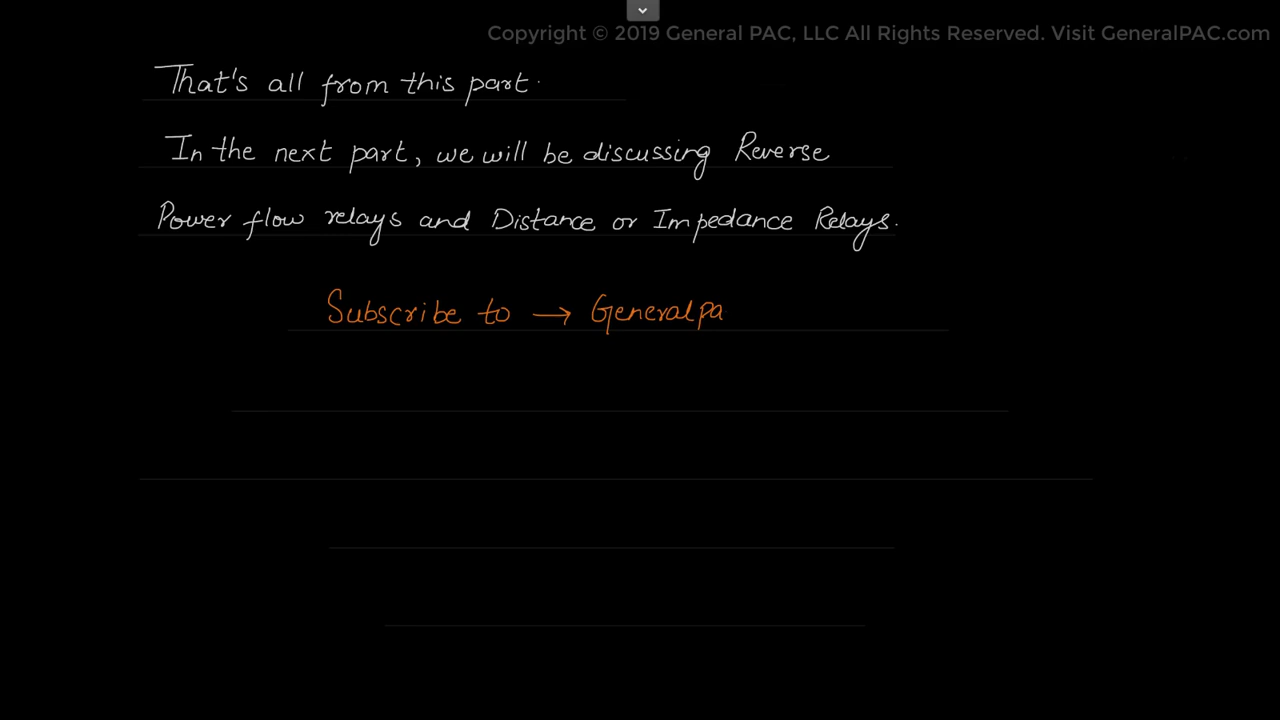 Copyright © 2019 General PAC, LLC All Rights Reserved. Visit GeneralPAC.com
That's all from this part.
In the next part, we will be discussing Reverse
Power flow relays and Distance or Impedance Relays.
Subscribe to → Generalpa